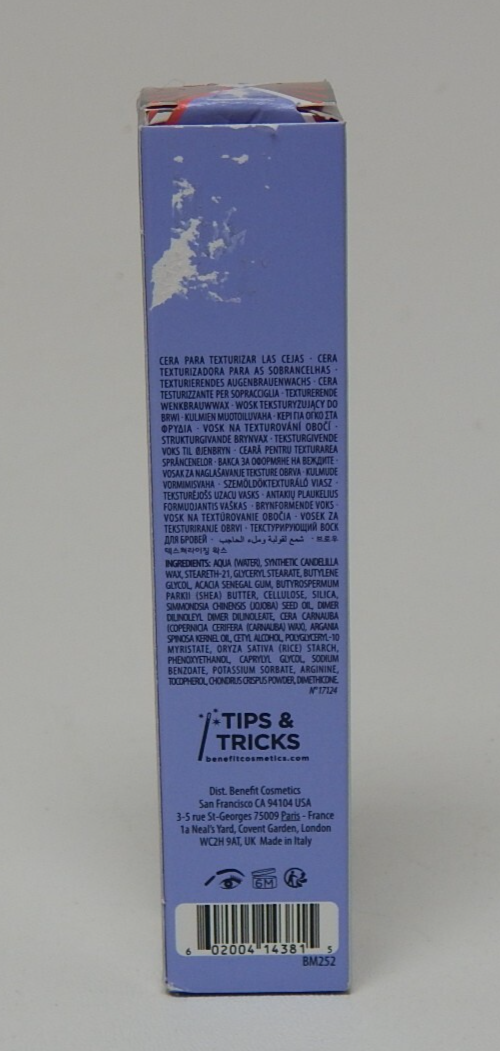 CERA PARA TEXTURIZAR LAS CEJAS · CERA
TEXTURIZADORA PARA AS SOBRANCELHAS ·
TEXTURIERENDES AUGENBRAUENWACHS · CERA
TESTURIZZANTE PER SOPRACCIGLIA · TEXTURERENDE
WENKBRAUWWAX · WOSK TEKSTURYZUJĄCY DO
BRWI · KULMIEN MUOTOILUVAHA · ΚΕΡΙ ΓΙΑ ΟΓΚΟ ΣΤΑ
ΦΡΥΔΙΑ · VOSK NA TEXTUROVÁNÍ OBOČÍ ·
STRUKTURGIVANDE BRYNVAX · TEKSTURGIVENDE
VOKS TIL ØJENBRYN · CEARĂ PENTRU TEXTURAREA
SPRÂNCENELOR · ВАКСА ЗА ОФОРМЯНЕ НА ВЕЖДИТЕ ·
VOSAK ZA NAGLAŠAVANJE TEKSTURE OBRVA · KULMUDE
VORMIMISVAHA · SZEMÖLDÖKTEXTURÁLÓ VIASZ ·
TEKSTURĒJOŠS UZACU VASKS · ANTAKIŲ PLAUKELIUS
FORMUOJANTIS VAŠKAS · BRYNFORMENDE VOKS ·
VOSK NA TEXTÚROVANIE OBOČIA · VOSEK ZA
TEKSTURIRANJE OBRVI · ТЕКСТУРИРУЮЩИЙ ВОСК
ДЛЯ БРОВЕЙ · شمع لقولبة وملء الحاجب · 브로우
텍스쳐라이징 왁스
INGREDIENTS: AQUA (WATER), SYNTHETIC CANDELILLA
WAX, STEARETH-21, GLYCERYL STEARATE, BUTYLENE
GLYCOL, ACACIA SENEGAL GUM, BUTYROSPERMUM
PARKII (SHEA) BUTTER, CELLULOSE, SILICA,
SIMMONDSIA CHINENSIS (JOJOBA) SEED OIL, DIMER
DILINOLEYL DIMER DILINOLEATE, CERA CARNAUBA
(COPERNICIA CERIFERA (CARNAUBA) WAX), ARGANIA
SPINOSA KERNEL OIL, CETYL ALCOHOL, POLYGLYCERYL-10
MYRISTATE, ORYZA SATIVA (RICE) STARCH,
PHENOXYETHANOL, CAPRYLYL GLYCOL, SODIUM
BENZOATE, POTASSIUM SORBATE, ARGININE,
TOCOPHEROL, CHONDRUS CRISPUS POWDER, DIMETHICONE.
N°17124
TIPS &
TRICKS
benefitcosmetics.com
Dist. Benefit Cosmetics
San Francisco CA 94104 USA
3-5 rue St-Georges 75009 Paris - France
1a Neal's Yard, Covent Garden, London
WC2H 9AT, UK Made in Italy
6M
6 02004 14381 5
BM252